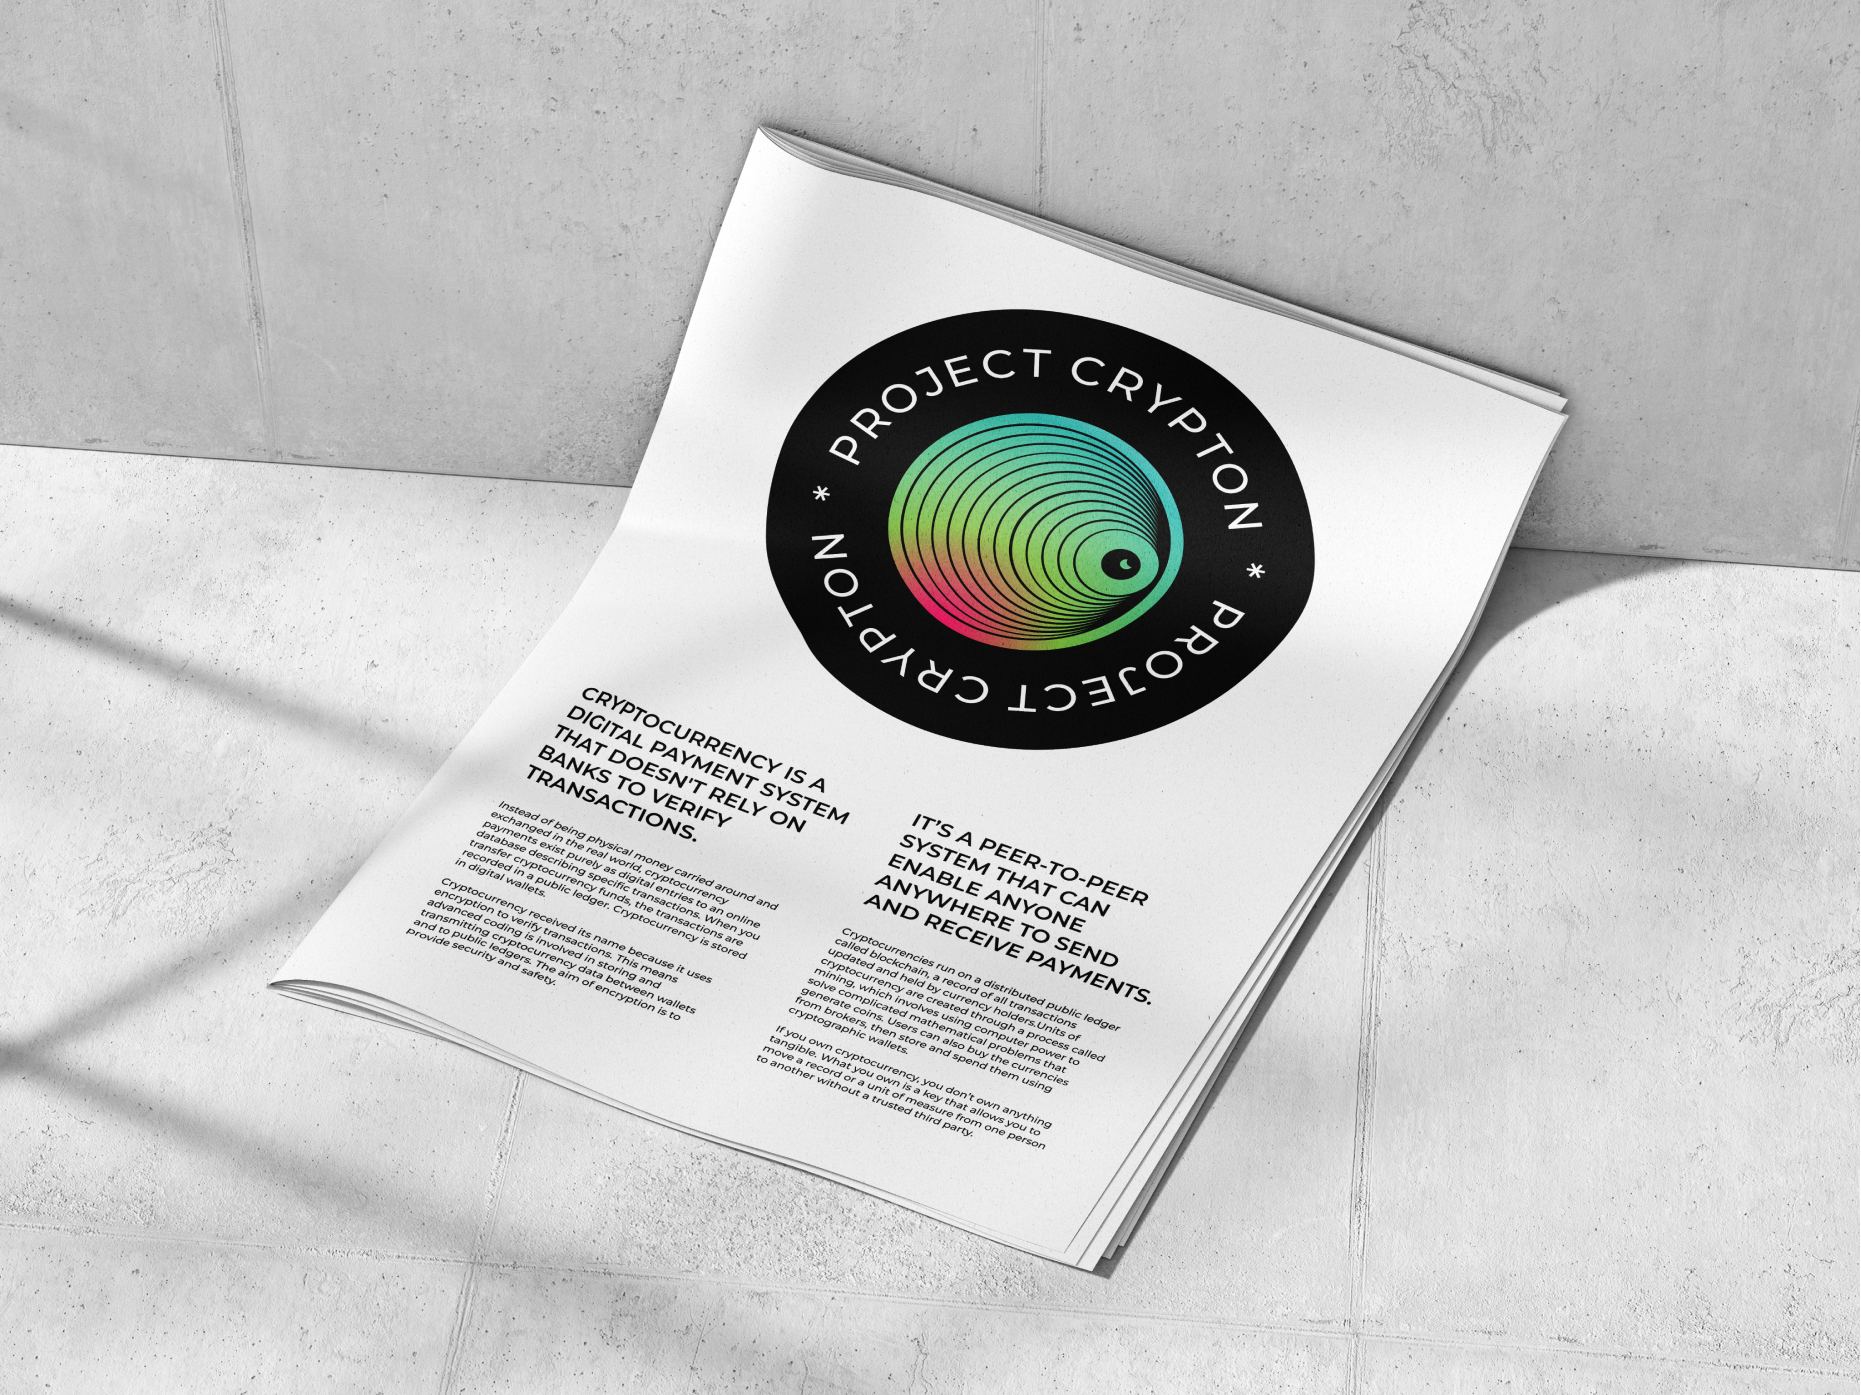 PROJECT CRYPTON * PROJECT CRYPTON *
CRYPTOCURRENCY IS A
DIGITAL PAYMENT SYSTEM
THAT DOESN'T RELY ON
BANKS TO VERIFY
TRANSACTIONS.
Instead of being physical money carried around and
exchanged in the real world, cryptocurrency
payments exist purely as digital entries to an online
database describing specific transactions. When you
transfer cryptocurrency funds, the transactions are
recorded in a public ledger. Cryptocurrency is stored
in digital wallets.
Cryptocurrency received its name because it uses
encryption to verify transactions. This means
advanced coding is involved in storing and
transmitting cryptocurrency data between wallets
and to public ledgers. The aim of encryption is to
provide security and safety.
IT'S A PEER-TO-PEER
SYSTEM THAT CAN
ENABLE ANYONE
ANYWHERE TO SEND
AND RECEIVE PAYMENTS.
Cryptocurrencies run on a distributed public ledger
called blockchain, a record of all transactions
updated and held by currency holders.Units of
cryptocurrency are created through a process called
mining, which involves using computer power to
solve complicated mathematical problems that
generate coins. Users can also buy the currencies
from brokers, then store and spend them using
cryptographic wallets.
If you own cryptocurrency, you don't own anything
tangible. What you own is a key that allows you to
move a record or a unit of measure from one person
to another without a trusted third party.